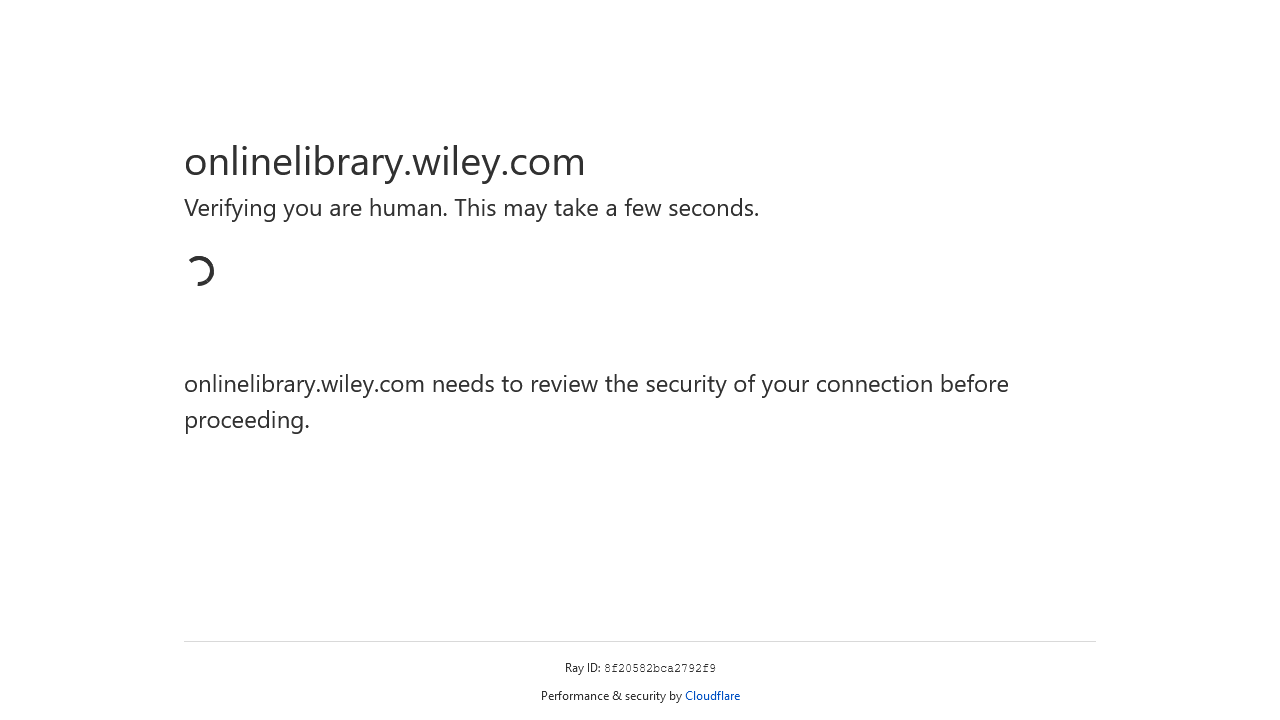 onlinelibrary.wiley.com
Verifying you are human. This may take a few seconds.
onlinelibrary.wiley.com needs to review the security of your connection before
proceeding.
Ray ID: 8f20582bca2792f9
Performance & security by Cloudflare